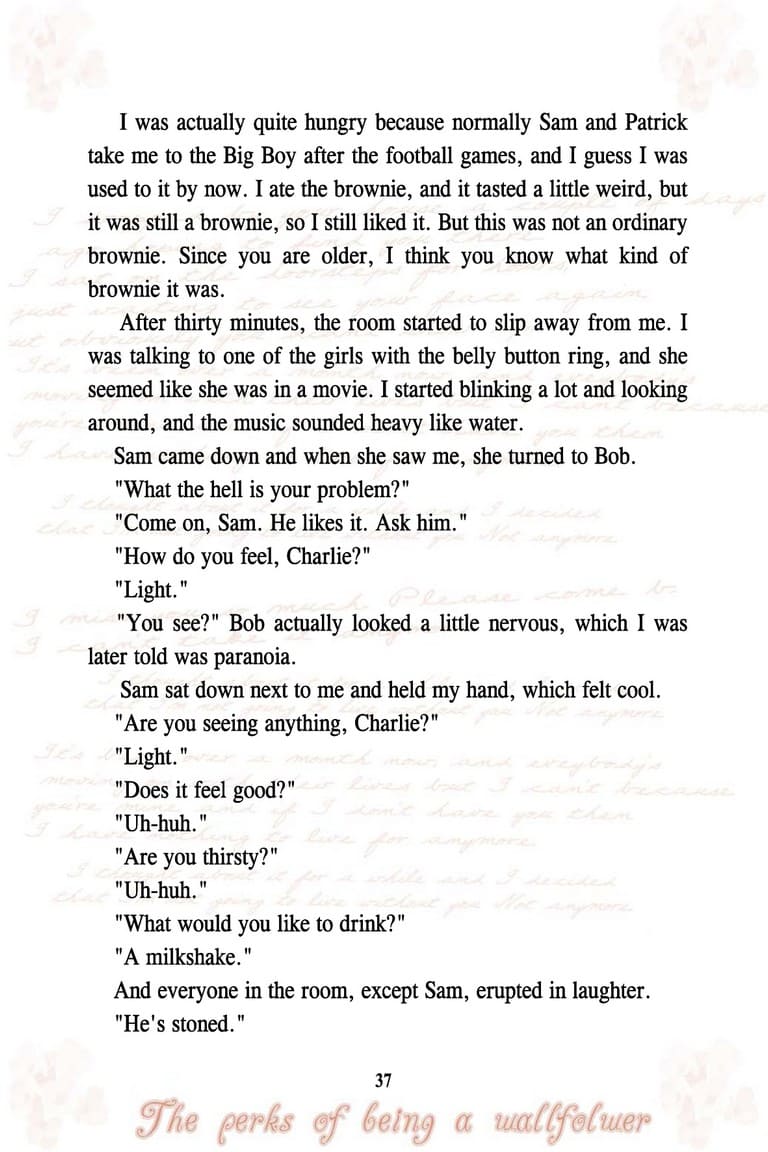 I was actually quite hungry because normally Sam and Patrick
take me to the Big Boy after the football games, and I guess I was
used to it by now. I ate the brownie, and it tasted a little weird, but
it was still a brownie, so I still liked it. But this was not an ordinary
brownie. Since you are older, I think you know what kind of
brownie it was.
After thirty minutes, the room started to slip away from me. I
was talking to one of the girls with the belly button ring, and she
seemed like she was in a movie. I started blinking a lot and looking
around, and the music sounded heavy like water.
Sam came down and when she saw me, she turned to Bob.
"What the hell is your problem?"
"Come on, Sam. He likes it. Ask him."
"How do you feel, Charlie?"
"Light."
"You see?" Bob actually looked a little nervous, which I was
later told was paranoia.
Sam sat down next to me and held my hand, which felt cool.
"Are you seeing anything, Charlie?"
"Light."
"Does it feel good?"
"Uh-huh."
"Are you thirsty?"
"Uh-huh."
"What would you like to drink?"
"A milkshake."
And everyone in the room, except Sam, erupted in laughter.
"He's stoned."
37
The perks of being a wallfolwer